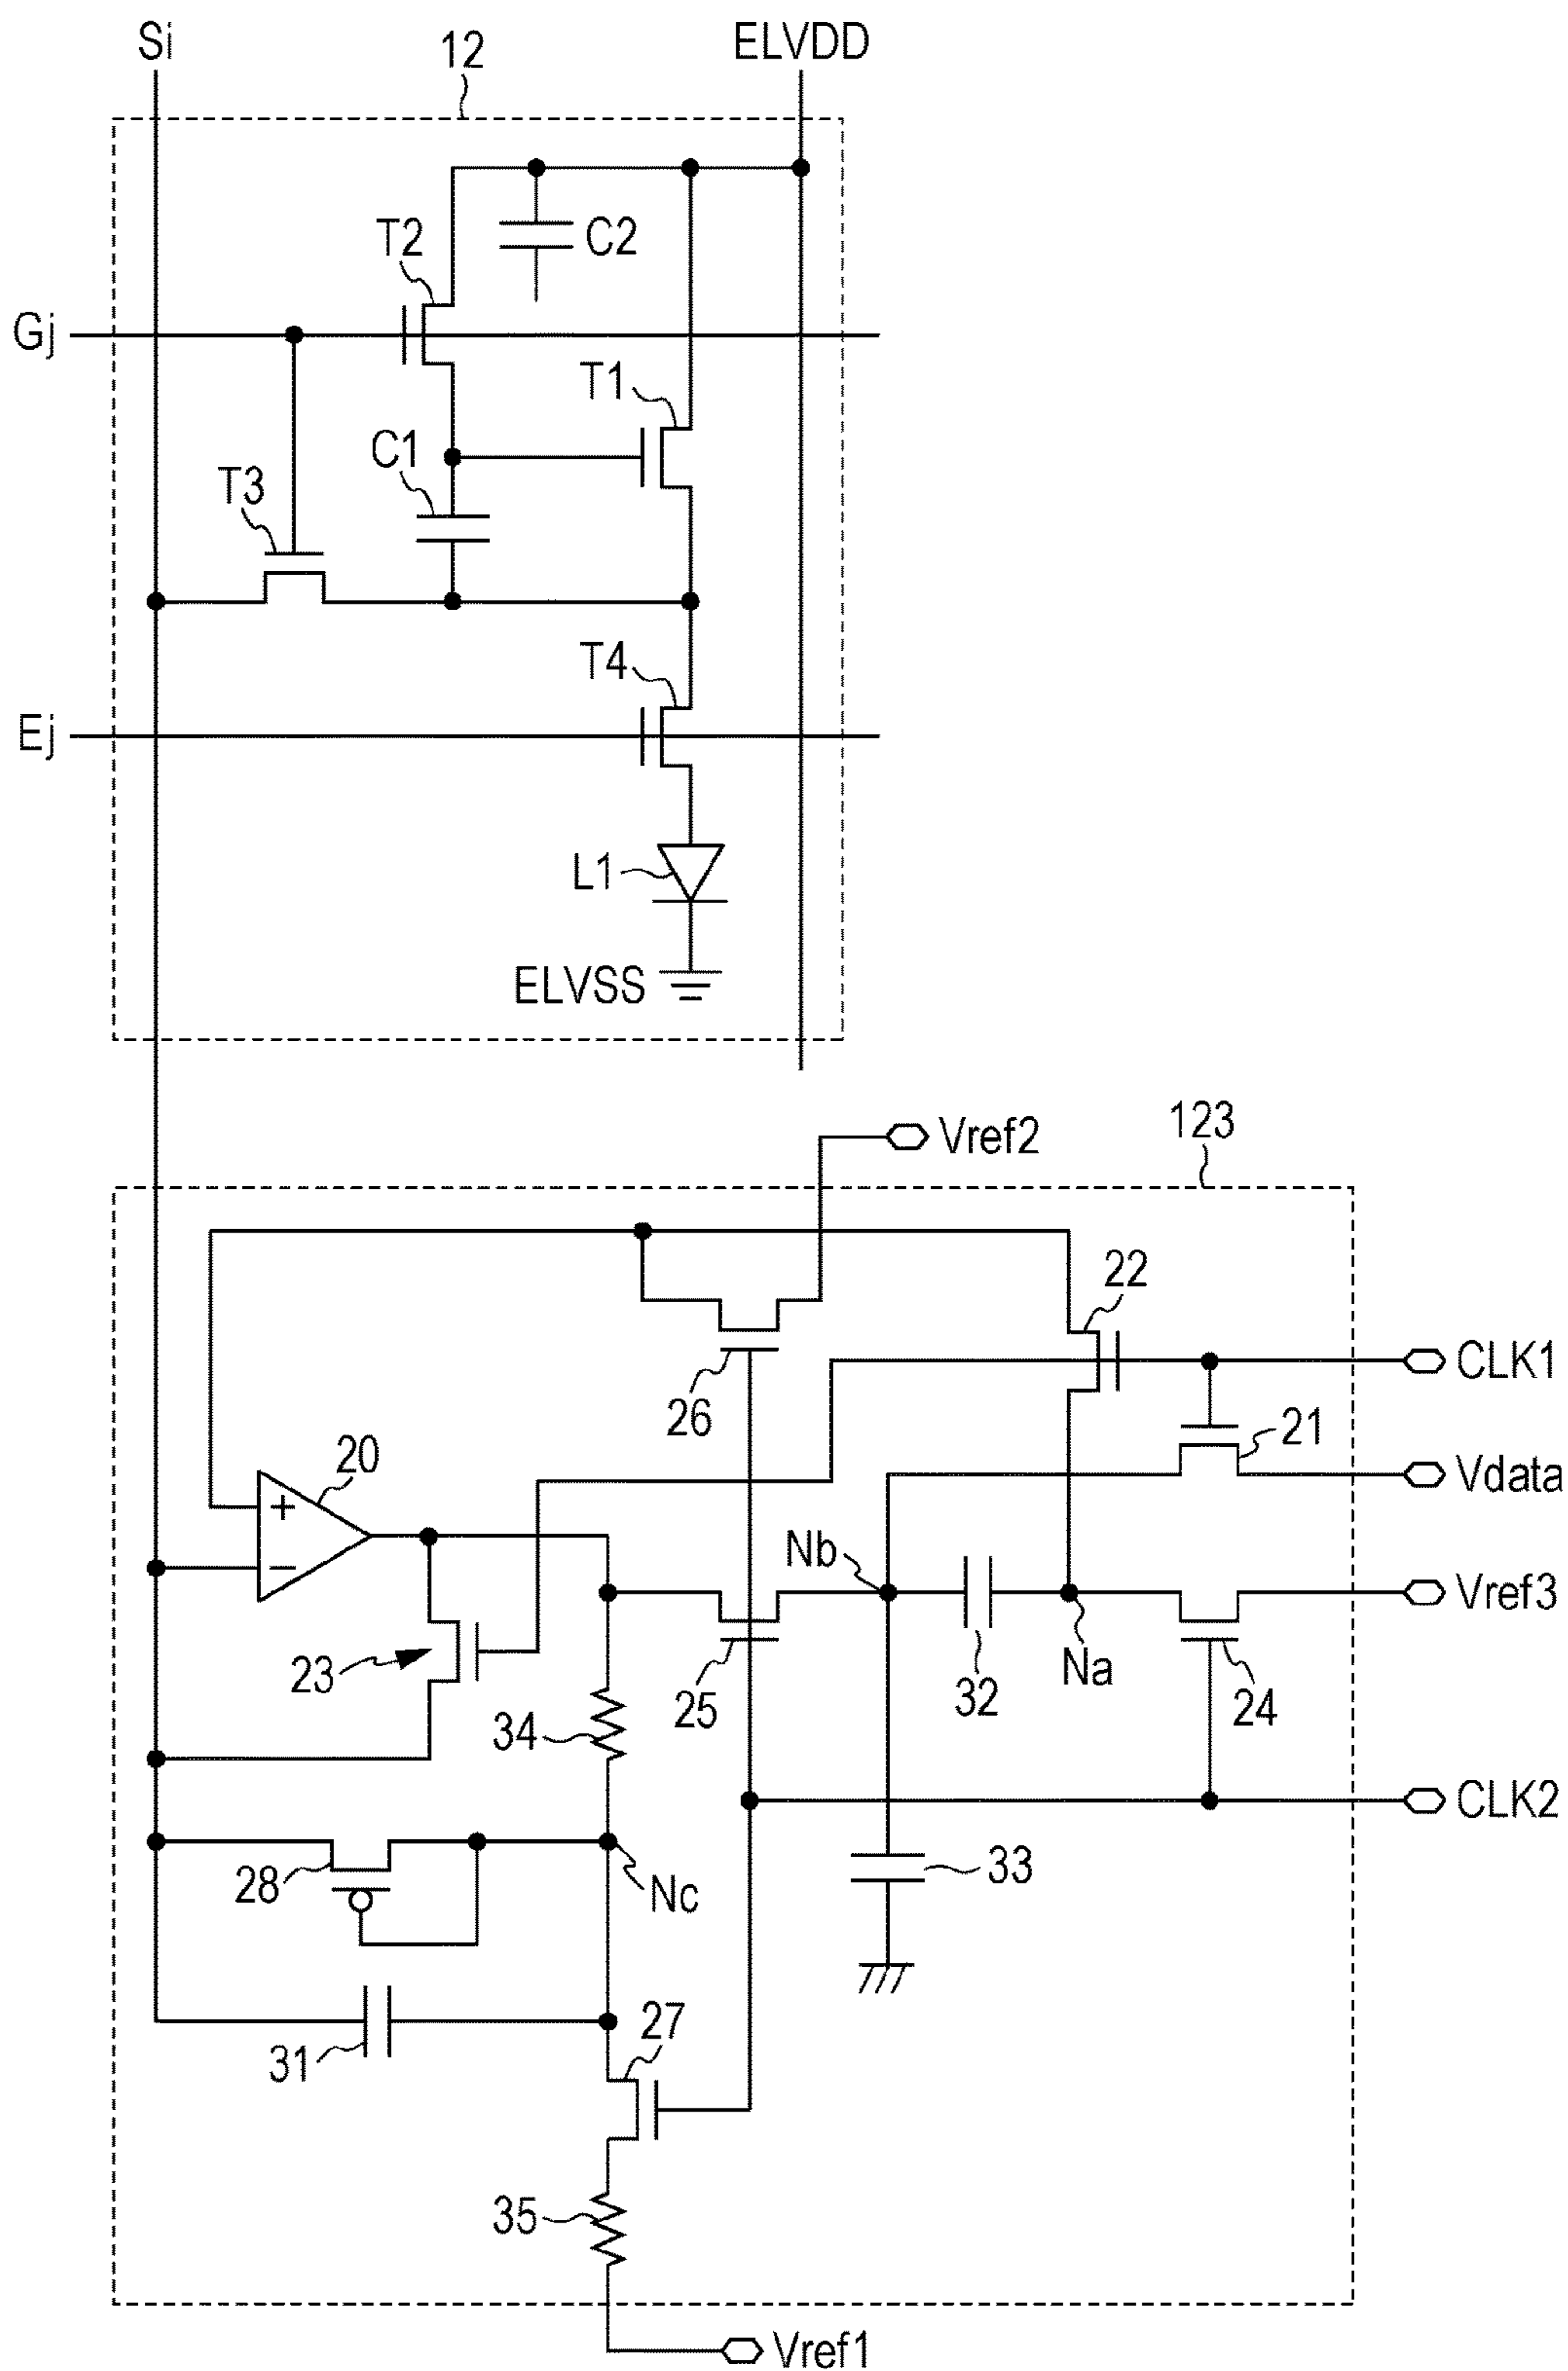 Si
12
ELVDD
T2
C2
Gj
T1
C1
T3
T4
Ej
L1
ELVSS
Vref2
123
22
CLK1
26
21
20
Vdata
Nb
Vref3
23
25
32
Na
24
34
CLK2
28
Nc
33
31
27
35
Vref1